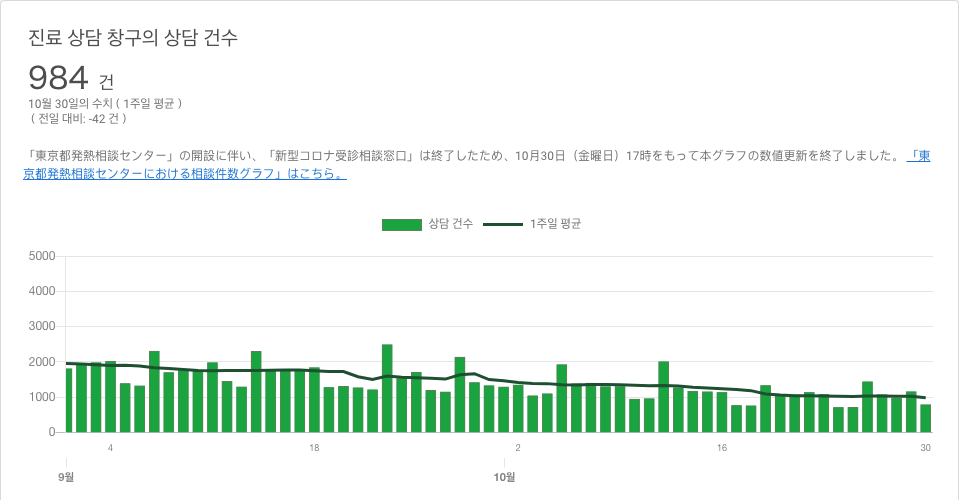 진료 상담 창구의 상담 건수
984 건
10월 30일의 수치 ( 1주일 평균 )
( 전일 대비: -42 건 )
「東京都発熱相談センター」の開設に伴い、「新型コロナ受診相談窓口」は終了したため、10月30日（金曜日）17時をもって本グラフの数値更新を終了しました。 「東
京都発熱相談センターにおける相談件数グラフ」はこちら。
상담 건수 1주일 평균
5000
4000
3000
2000
1000
0
4 18 2 16 30
9월 10월